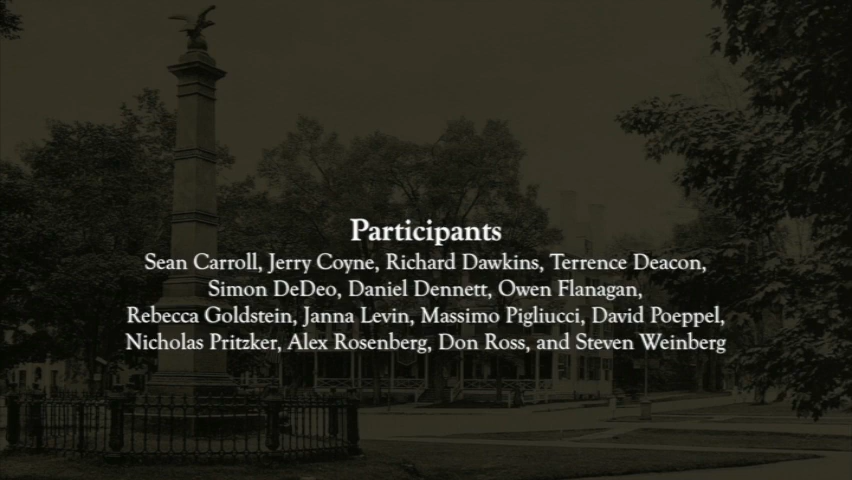 Participants
Sean Carroll, Jerry Coyne, Richard Dawkins, Terrence Deacon,
Simon DeDeo, Daniel Dennett, Owen Flanagan,
Rebecca Goldstein, Janna Levin, Massimo Pigliucci, David Poeppel,
Nicholas Pritzker, Alex Rosenberg, Don Ross, and Steven Weinberg